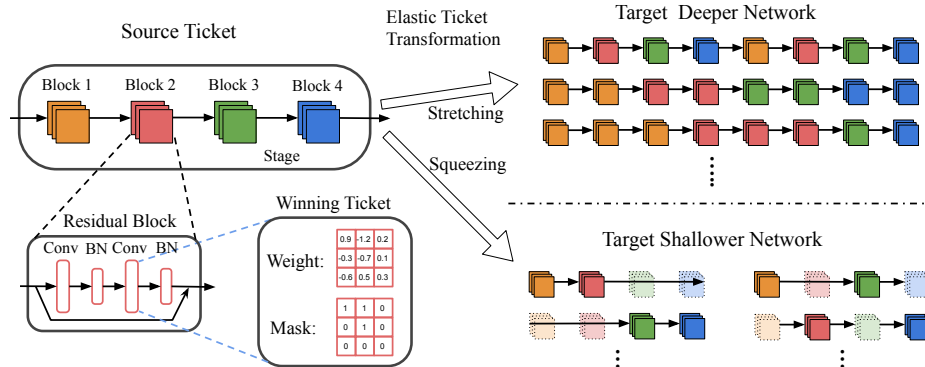 Source Ticket
Block 1 Block 2 Block 3 Block 4
Stage
Elastic Ticket
Transformation
Stretching
Squeezing
Target Deeper Network
Residual Block
Conv BN Conv BN
Winning Ticket
Weight:
0.9 -1.2 0.2
-0.3 -0.7 0.1
-0.6 0.5 0.3
Mask:
1 1 0
0 1 0
0 0 0
Target Shallower Network